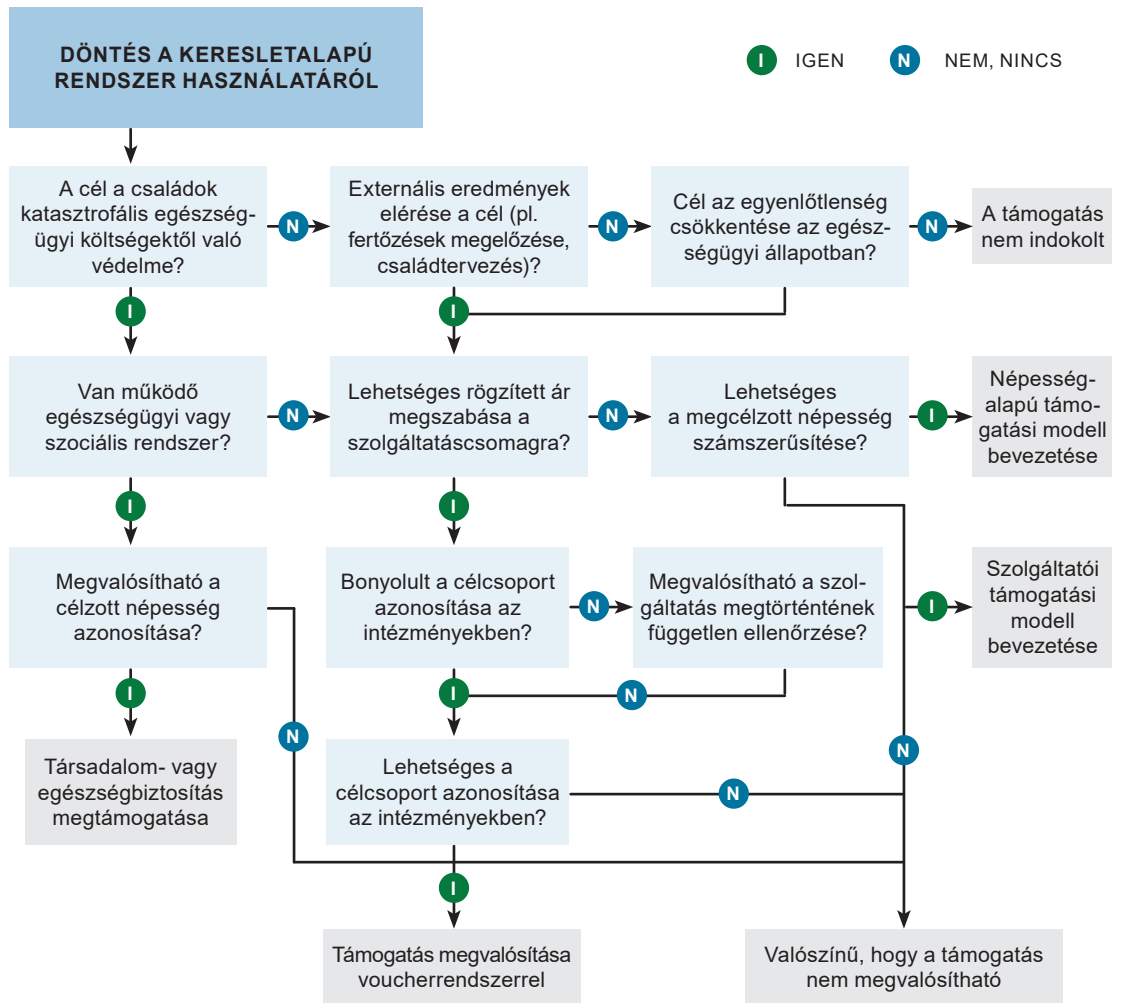 DÖNTÉS A KERESLETALAPÚ
RENDSZER HASZNÁLATÁRÓL
I IGEN
N NEM, NINCS
A cél a családok
katasztrofális egészség-
ügyi költségektől való
védelme?
N
Externális eredmények
elérése a cél (pl.
fertőzések megelőzése,
családtervezés)?
N
Cél az egyenlőtlenség
csökkentése az egész-
ségügyi állapotban?
N
A támogatás
nem indokolt
I
I
Van működő
egészségügyi vagy
szociális rendszer?
N
Lehetséges rögzített ár
megszabása a
szolgáltatáscsomagra?
N
Lehetséges
a megcélzott népesség
számszerűsítése?
I
Népesség-
alapú támo-
gatási modell
bevezetése
I
I
Megvalósítható a
célzott népesség
azonosítása?
Bonyolult a célcsoport
azonosítása az
intézményekben?
N
Megvalósítható a szol-
gáltatás megtörténtének
független ellenőrzése?
I
Szolgáltatói
támogatási
modell
bevezetése
I
I
N
N
N
Társadalom- vagy
egészségbiztosítás
megtámogatása
Lehetséges a
célcsoport azonosítása
az intézményekben?
N
I
Támogatás megvalósítása
voucherrendszerrel
Valószínű, hogy a támogatás
nem megvalósítható